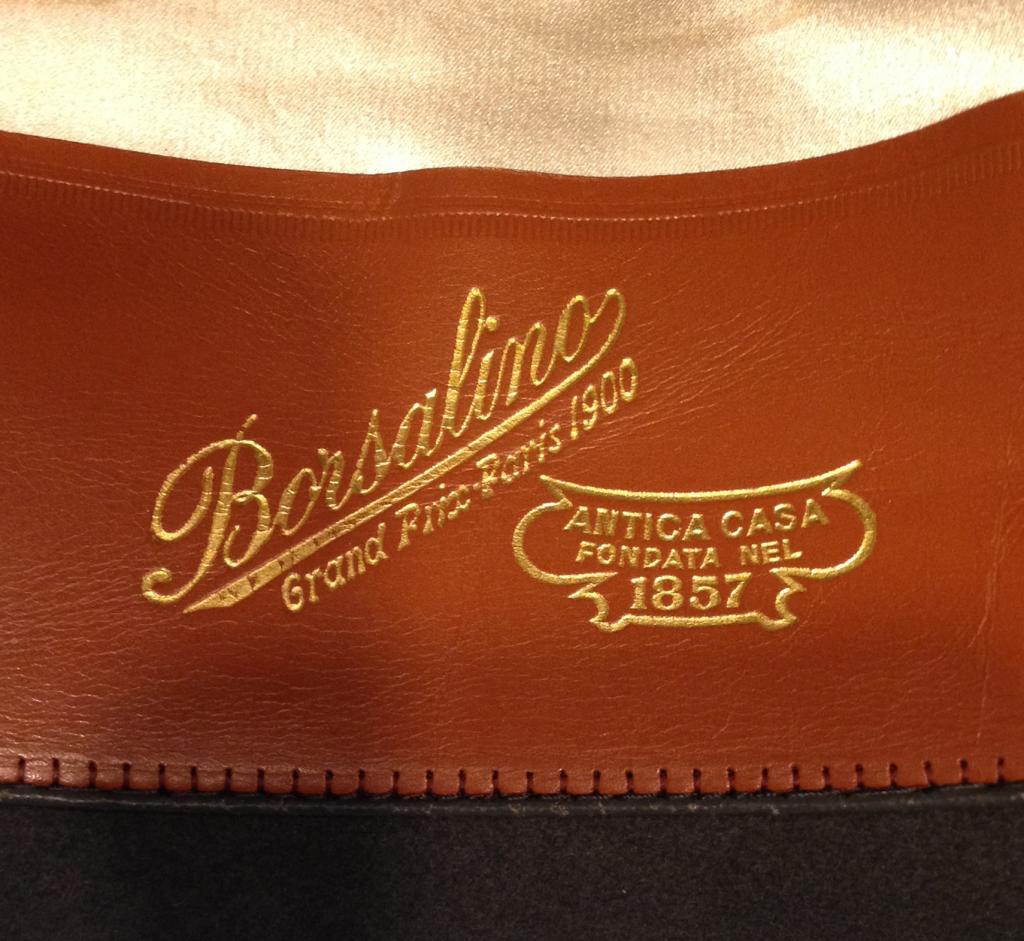 Borsalino
Grand Prix-Paris 1900
ANTICA CASA
FONDATA NEL
1857